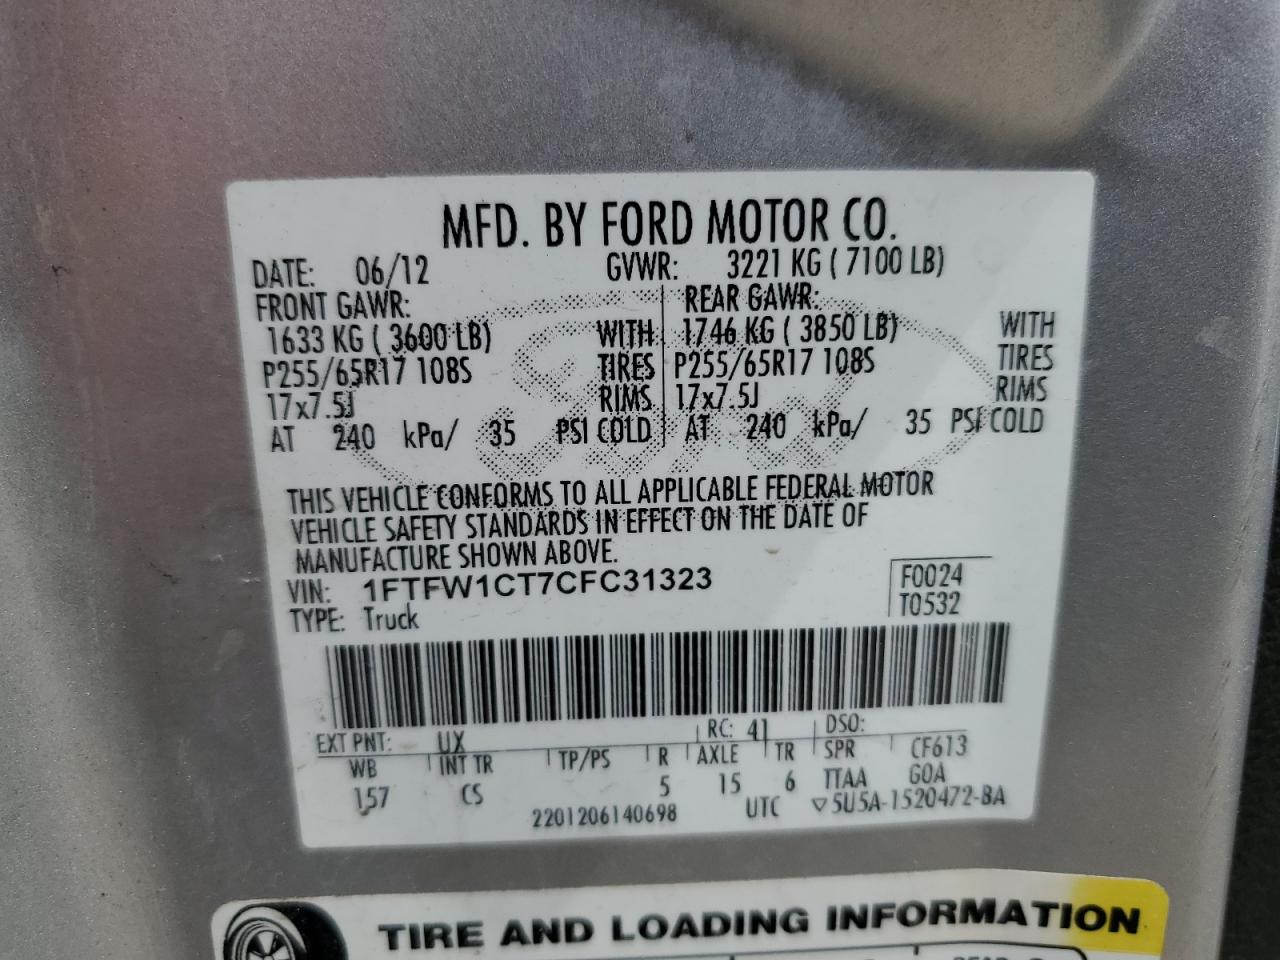 MFD. BY FORD MOTOR CO.
DATE: 06/12 GVWR: 3221 KG ( 7100 LB)
FRONT GAWR: REAR GAWR:
1633 KG ( 3600 LB) WITH 1746 KG ( 3850 LB) WITH
P255/65R17 108S TIRES P255/65R17 108S TIRES
17x7.5J RIMS 17x7.5J RIMS
AT 240 kPa/ 35 PSI COLD AT 240 kPa/ 35 PSI COLD
THIS VEHICLE CONFORMS TO ALL APPLICABLE FEDERAL MOTOR
VEHICLE SAFETY STANDARDS IN EFFECT ON THE DATE OF
MANUFACTURE SHOWN ABOVE.
VIN: 1FTFW1CT7CFC31323 F0024
TYPE: Truck T0532
EXT PNT: UX RC: 41 DSO:
WB INT TR TP/PS R AXLE TR SPR CF613
157 CS 5 15 6 TTAA GOA
2201206140698 UTC ▽5U5A-1520472-BA
TIRE AND LOADING INFORMATION